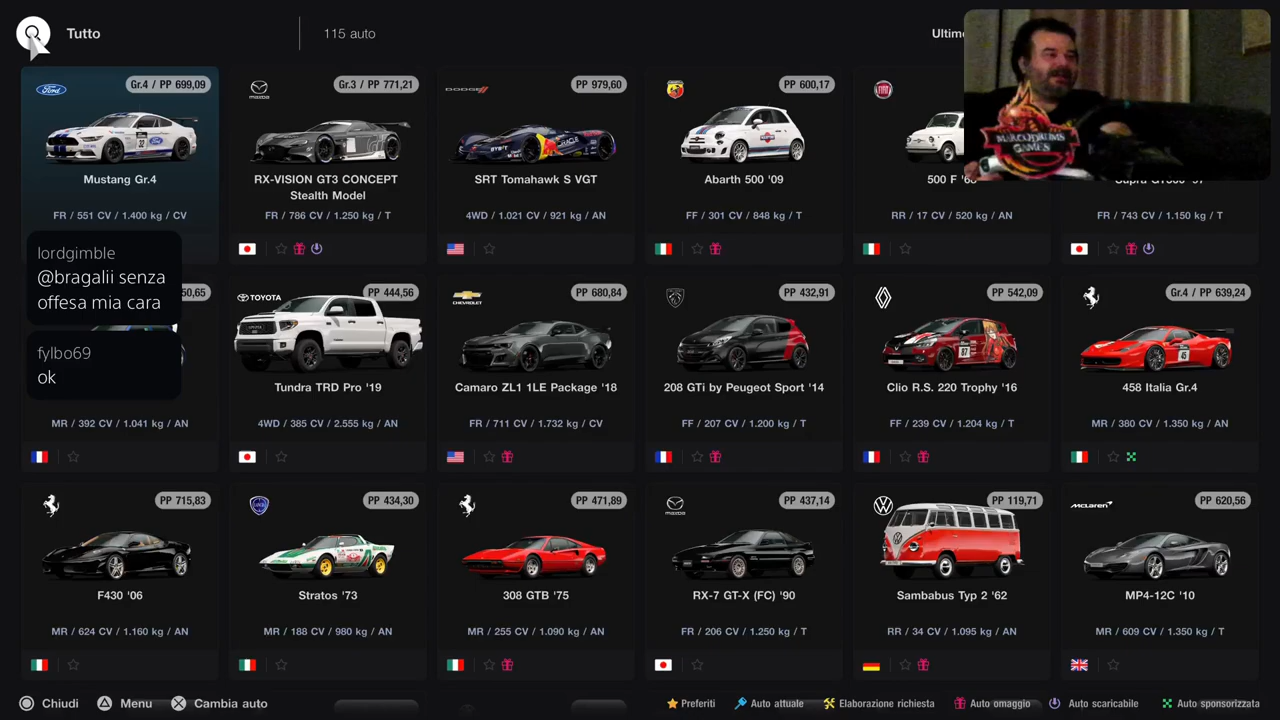 Tutto
115 auto
Ultime
Gr.4 / PP 699,09
Mustang Gr.4
FR / 551 CV / 1.400 kg / CV
Gr.3 / PP 771,21
RX-VISION GT3 CONCEPT
Stealth Model
FR / 786 CV / 1.250 kg / T
DODGE
PP 979,60
SRT Tomahawk S VGT
4WD / 1.021 CV / 921 kg / AN
PP 600,17
Abarth 500 '09
FF / 301 CV / 848 kg / T
FIAT
RR / 17 CV / 520 kg / AN
FR / 743 CV / 1.150 kg / T
MARCODRUMS
GAMES
lordgimble
@bragalii senza
offesa mia cara
fylbo69
ok
50,65
MR / 392 CV / 1.041 kg / AN
TOYOTA
PP 444,56
Tundra TRD Pro '19
4WD / 385 CV / 2.555 kg / AN
CHEVROLET
PP 680,84
Camaro ZL1 1LE Package '18
FR / 711 CV / 1.732 kg / CV
PP 432,91
208 GTi by Peugeot Sport '14
FF / 207 CV / 1.200 kg / T
PP 542,09
Clio R.S. 220 Trophy '16
FF / 239 CV / 1.204 kg / T
Gr.4 / PP 639,24
458 Italia Gr.4
MR / 380 CV / 1.350 kg / AN
PP 715,83
F430 '06
MR / 624 CV / 1.160 kg / AN
PP 434,30
Stratos '73
MR / 188 CV / 980 kg / AN
PP 471,89
308 GTB '75
MR / 255 CV / 1.090 kg / AN
mazda
PP 437,14
RX-7 GT-X (FC) '90
FR / 206 CV / 1.250 kg / T
PP 119,71
Sambabus Typ 2 '62
RR / 34 CV / 1.095 kg / AN
McLaren
PP 620,56
MP4-12C '10
MR / 609 CV / 1.350 kg / T
Chiudi
Menu
Cambia auto
Preferiti
Auto attuale
Elaborazione richiesta
Auto omaggio
Auto scaricabile
Auto sponsorizzata